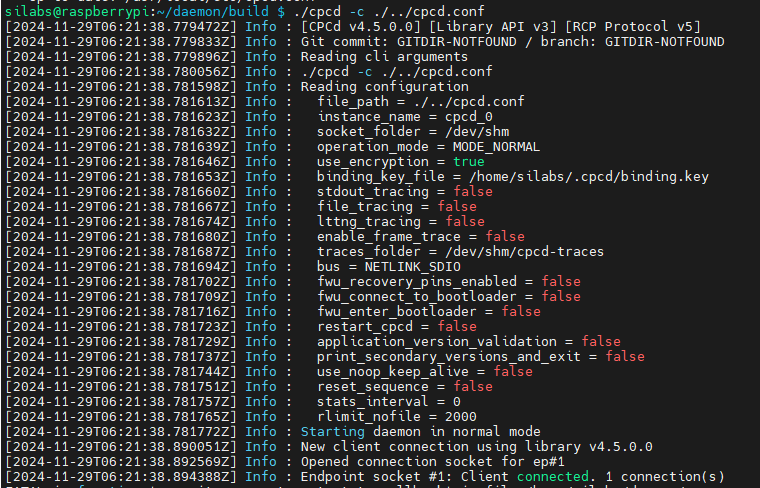 silabs@raspberrypi:~/daemon/build $ ./cpcd -c ./../cpcd.conf
[2024-11-29T06:21:38.779472Z] Info : [CPCd v4.5.0.0] [Library API v3] [RCP Protocol v5]
[2024-11-29T06:21:38.779833Z] Info : Git commit: GITDIR-NOTFOUND / branch: GITDIR-NOTFOUND
[2024-11-29T06:21:38.779896Z] Info : Reading cli arguments
[2024-11-29T06:21:38.780056Z] Info : ./cpcd -c ./../cpcd.conf
[2024-11-29T06:21:38.781598Z] Info : Reading configuration
[2024-11-29T06:21:38.781613Z] Info :   file_path = ./../cpcd.conf
[2024-11-29T06:21:38.781623Z] Info :   instance_name = cpcd_0
[2024-11-29T06:21:38.781632Z] Info :   socket_folder = /dev/shm
[2024-11-29T06:21:38.781639Z] Info :   operation_mode = MODE_NORMAL
[2024-11-29T06:21:38.781646Z] Info :   use_encryption = true
[2024-11-29T06:21:38.781653Z] Info :   binding_key_file = /home/silabs/.cpcd/binding.key
[2024-11-29T06:21:38.781660Z] Info :   stdout_tracing = false
[2024-11-29T06:21:38.781667Z] Info :   file_tracing = false
[2024-11-29T06:21:38.781674Z] Info :   lttng_tracing = false
[2024-11-29T06:21:38.781680Z] Info :   enable_frame_trace = false
[2024-11-29T06:21:38.781687Z] Info :   traces_folder = /dev/shm/cpcd-traces
[2024-11-29T06:21:38.781694Z] Info :   bus = NETLINK_SDIO
[2024-11-29T06:21:38.781702Z] Info :   fwu_recovery_pins_enabled = false
[2024-11-29T06:21:38.781709Z] Info :   fwu_connect_to_bootloader = false
[2024-11-29T06:21:38.781716Z] Info :   fwu_enter_bootloader = false
[2024-11-29T06:21:38.781723Z] Info :   restart_cpcd = false
[2024-11-29T06:21:38.781729Z] Info :   application_version_validation = false
[2024-11-29T06:21:38.781737Z] Info :   print_secondary_versions_and_exit = false
[2024-11-29T06:21:38.781744Z] Info :   use_noop_keep_alive = false
[2024-11-29T06:21:38.781751Z] Info :   reset_sequence = false
[2024-11-29T06:21:38.781757Z] Info :   stats_interval = 0
[2024-11-29T06:21:38.781765Z] Info :   rlimit_nofile = 2000
[2024-11-29T06:21:38.781772Z] Info : Starting daemon in normal mode
[2024-11-29T06:21:38.890051Z] Info : New client connection using library v4.5.0.0
[2024-11-29T06:21:38.892569Z] Info : Opened connection socket for ep#1
[2024-11-29T06:21:38.894388Z] Info : Endpoint socket #1: Client connected. 1 connection(s)